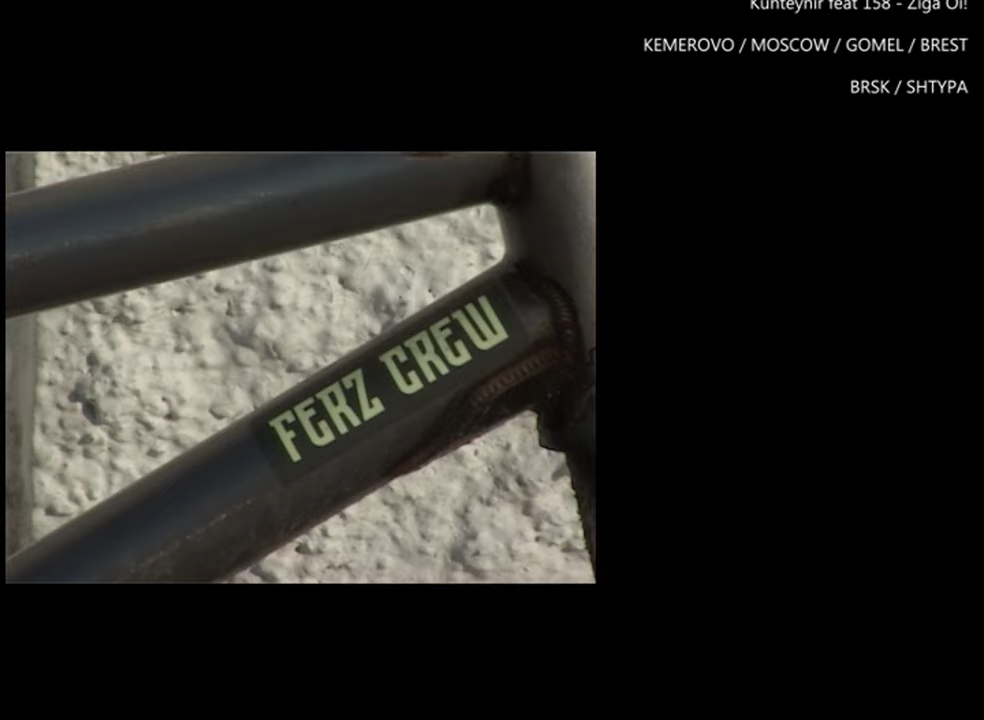 Kunteynir feat 158 - Ziga Oi!
KEMEROVO / MOSCOW / GOMEL / BREST
BRSK / SHTYPA
FERZ CREW